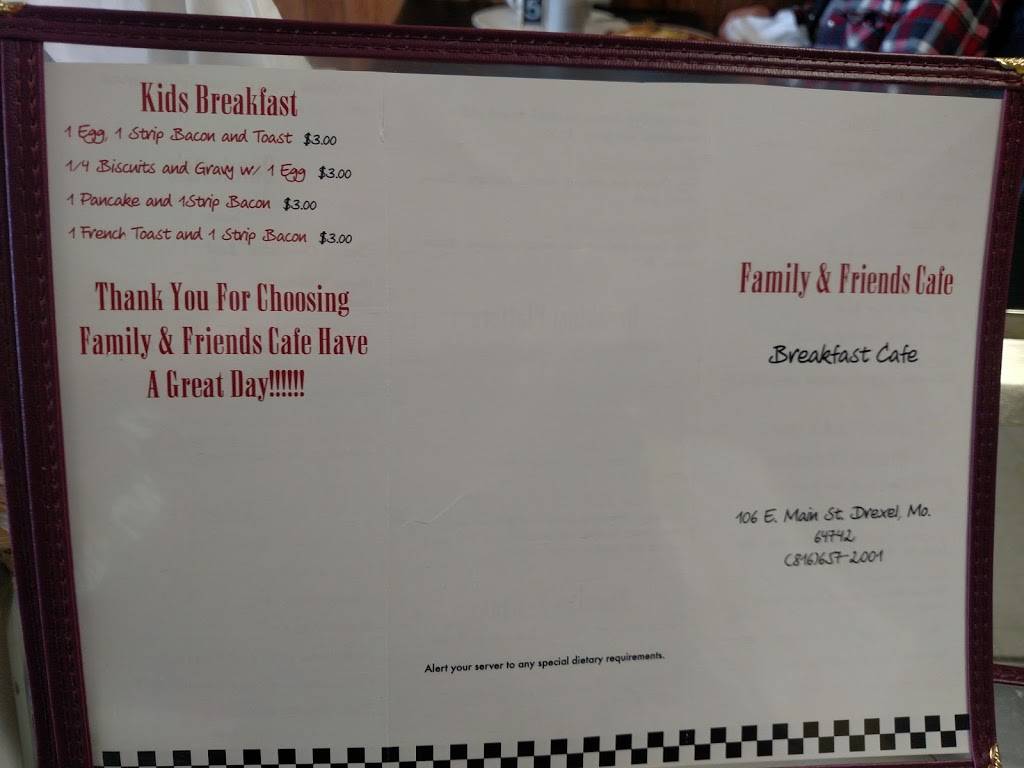 5
Kids Breakfast
1 Egg, 1 Strip Bacon and Toast $3.00
1/4 Biscuits and Gravy w/ 1 Egg $3.00
1 Pancake and 1Strip Bacon $3.00
1 French Toast and 1 Strip Bacon $3.00
Thank You For Choosing
Family & Friends Cafe Have
A Great Day!!!!!!
Alert your server to any special dietary requirements.
Family & Friends Cafe
Breakfast Cafe
106 E. Main St. Drexel, Mo.
64742
(816)657-2001